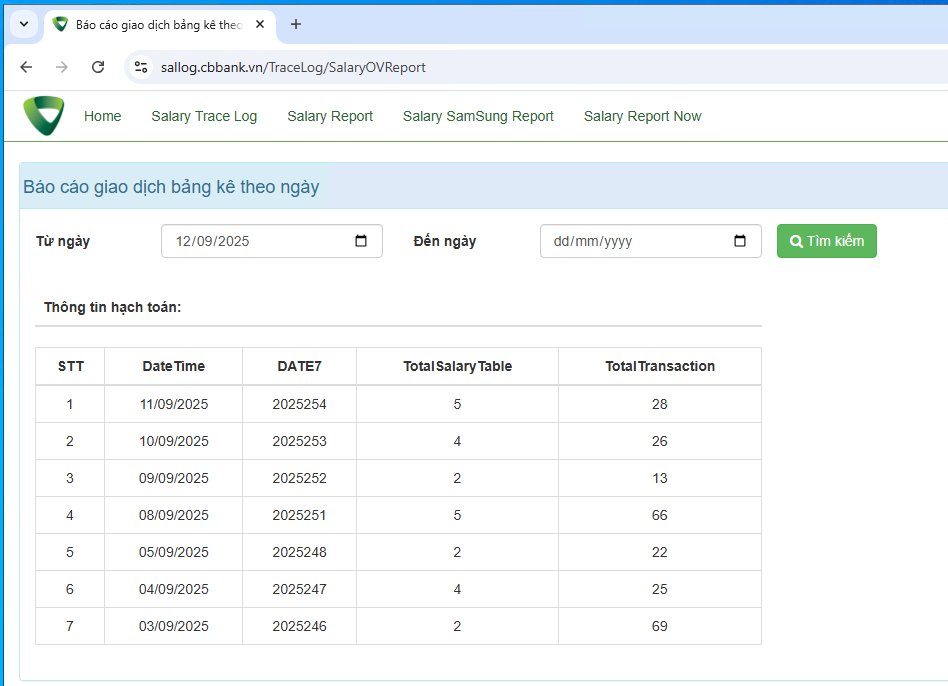 Báo cáo giao dịch bảng kê theo
sallog.cbbank.vn/TraceLog/SalaryOVReport
Home Salary Trace Log Salary Report Salary SamSung Report Salary Report Now
Báo cáo giao dịch bảng kê theo ngày
Từ ngày 12/09/2025 Đến ngày dd/mm/yyyy Tìm kiếm
Thông tin hạch toán:
STT DateTime DATE7 TotalSalaryTable TotalTransaction
1 11/09/2025 2025254 5 28
2 10/09/2025 2025253 4 26
3 09/09/2025 2025252 2 13
4 08/09/2025 2025251 5 66
5 05/09/2025 2025248 2 22
6 04/09/2025 2025247 4 25
7 03/09/2025 2025246 2 69